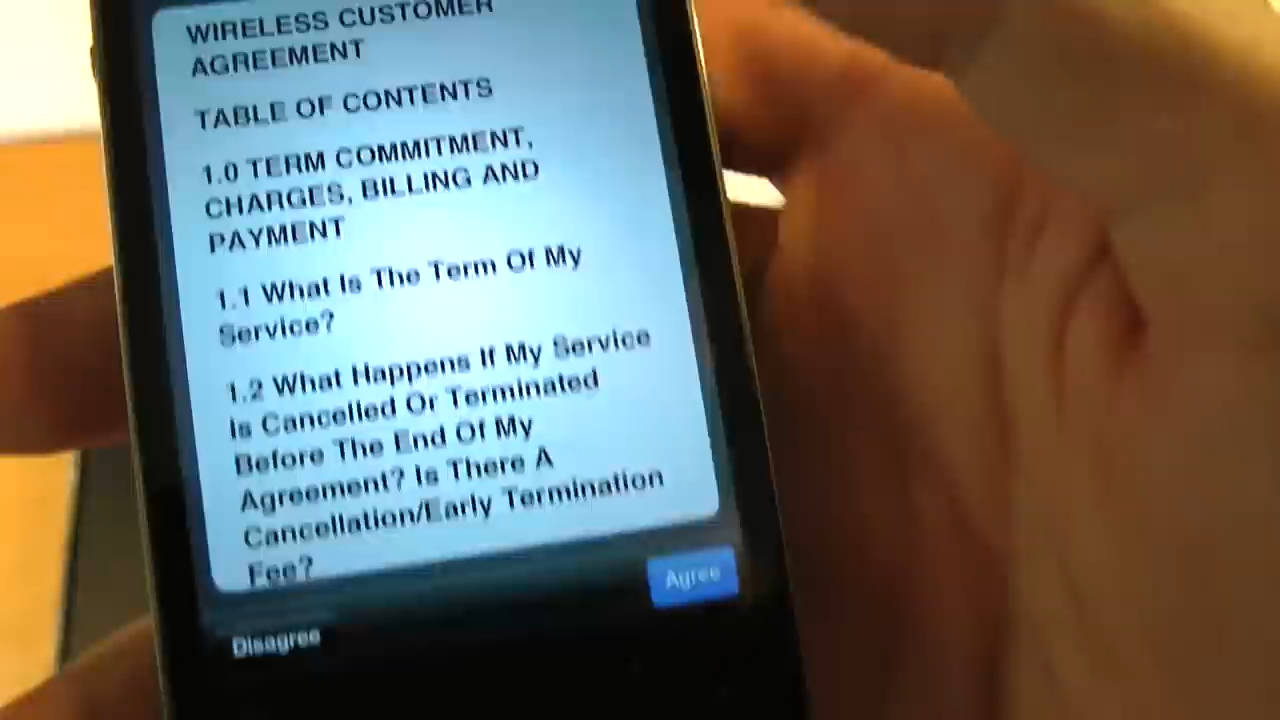 WIRELESS CUSTOMER
AGREEMENT
TABLE OF CONTENTS
1.0 TERM COMMITMENT,
CHARGES, BILLING AND
PAYMENT
1.1 What Is The Term Of My
Service?
1.2 What Happens If My Service
Is Cancelled Or Terminated
Before The End Of My
Agreement? Is There A
Cancellation/Early Termination
Fee?
Agree
Disagree